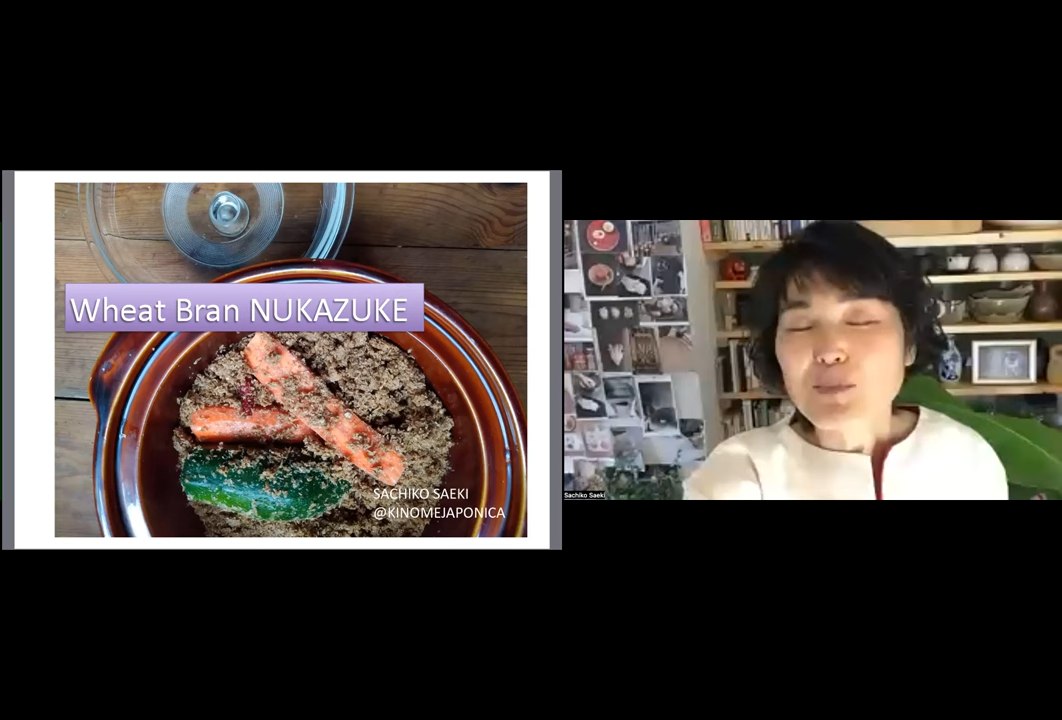 Wheat Bran NUKAZUKE
SACHIKO SAEKI
@KINOMEJAPONICA
Sachiko Saeki